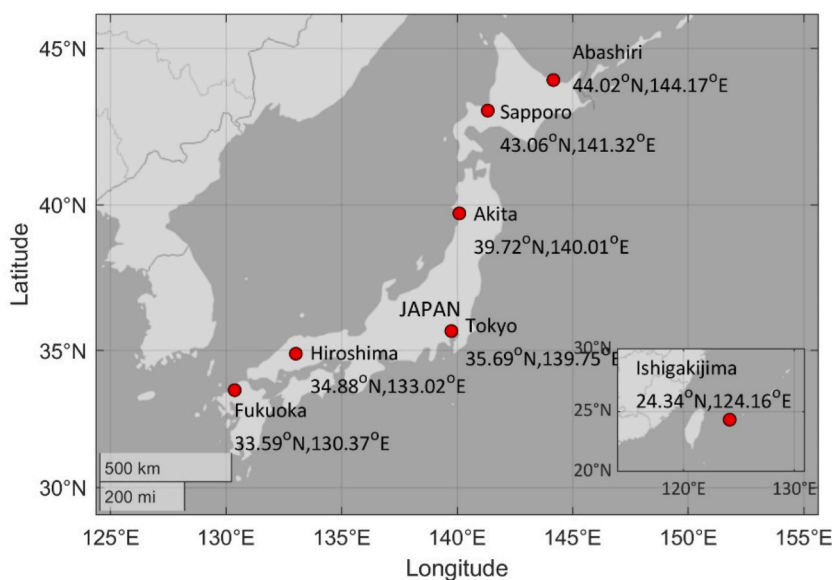 45°N
Abashiri
44.02°N,144.17°E
Sapporo
43.06°N,141.32°E
40°N
Akita
39.72°N,140.01°E
Latitude
JAPAN
Tokyo
35.69°N,139.75°E
35°N
Hiroshima
34.88°N,133.02°E
Fukuoka
33.59°N,130.37°E
30°N
Ishigakijima
24.34°N,124.16°E
25°N
20°N
120°E
130°E
500 km
200 mi
30°N
125°E
130°E
135°E
140°E
145°E
150°E
155°E
Longitude